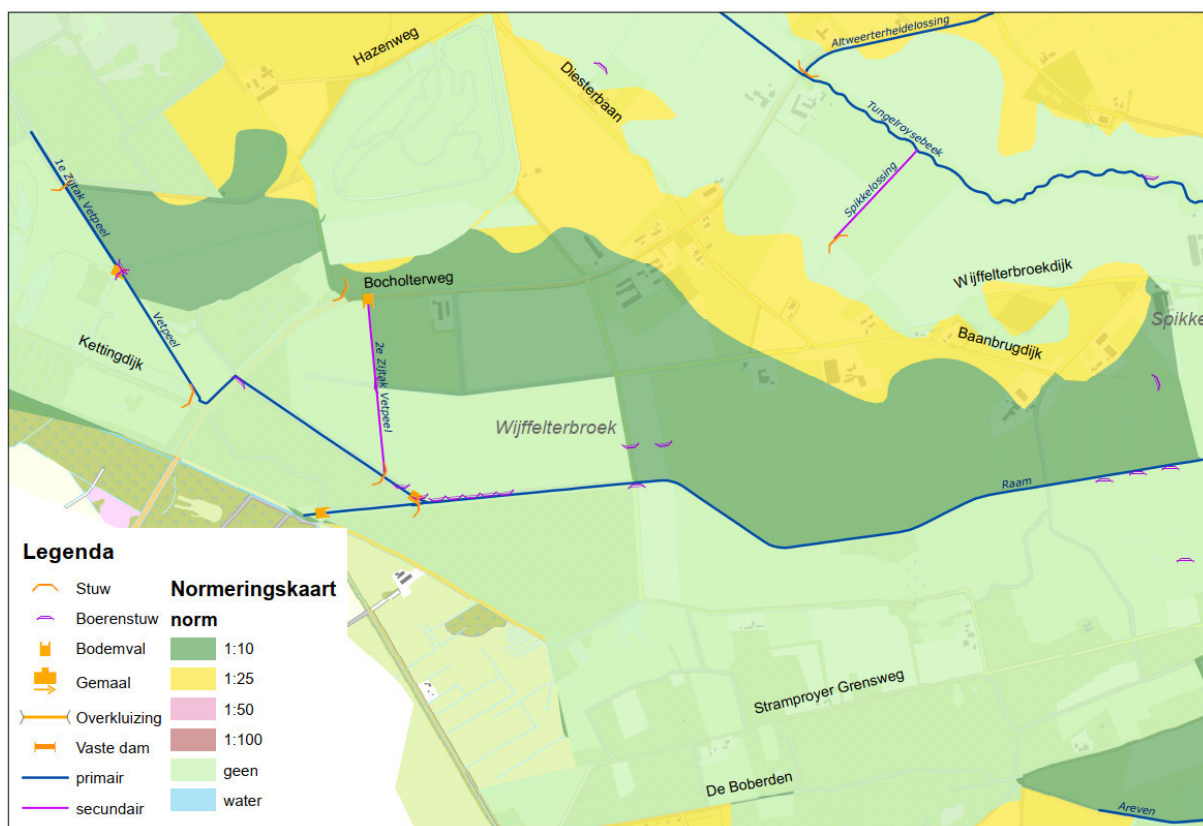 Hazenweg
Diesterbaan
Altweerterheidelossing
Tungelroysebeek
Spikkelossing
1e Zijtak Vetpeel
Vetpeel
Kettingdijk
Bocholterweg
2e Zijtak Vetpeel
Wijffelterbroekdijk
Baanbrugdijk
Spikke
Wijffelterbroek
Raam
Stramproyer Grensweg
De Boberden
Areven
Legenda
Stuw
Boerenstuw
Bodemval
Gemaal
Overkluizing
Vaste dam
primair
secundair
Normeringskaart
norm
1:10
1:25
1:50
1:100
geen
water